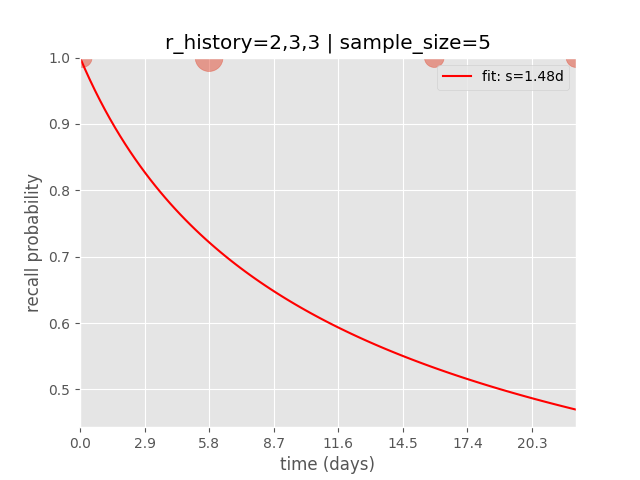 r_history=2,3,3 | sample_size=5
1.0
0.9
0.8
0.7
0.6
0.5
recall probability
fit: s=1.48d
0.0 2.9 5.8 8.7 11.6 14.5 17.4 20.3
time (days)